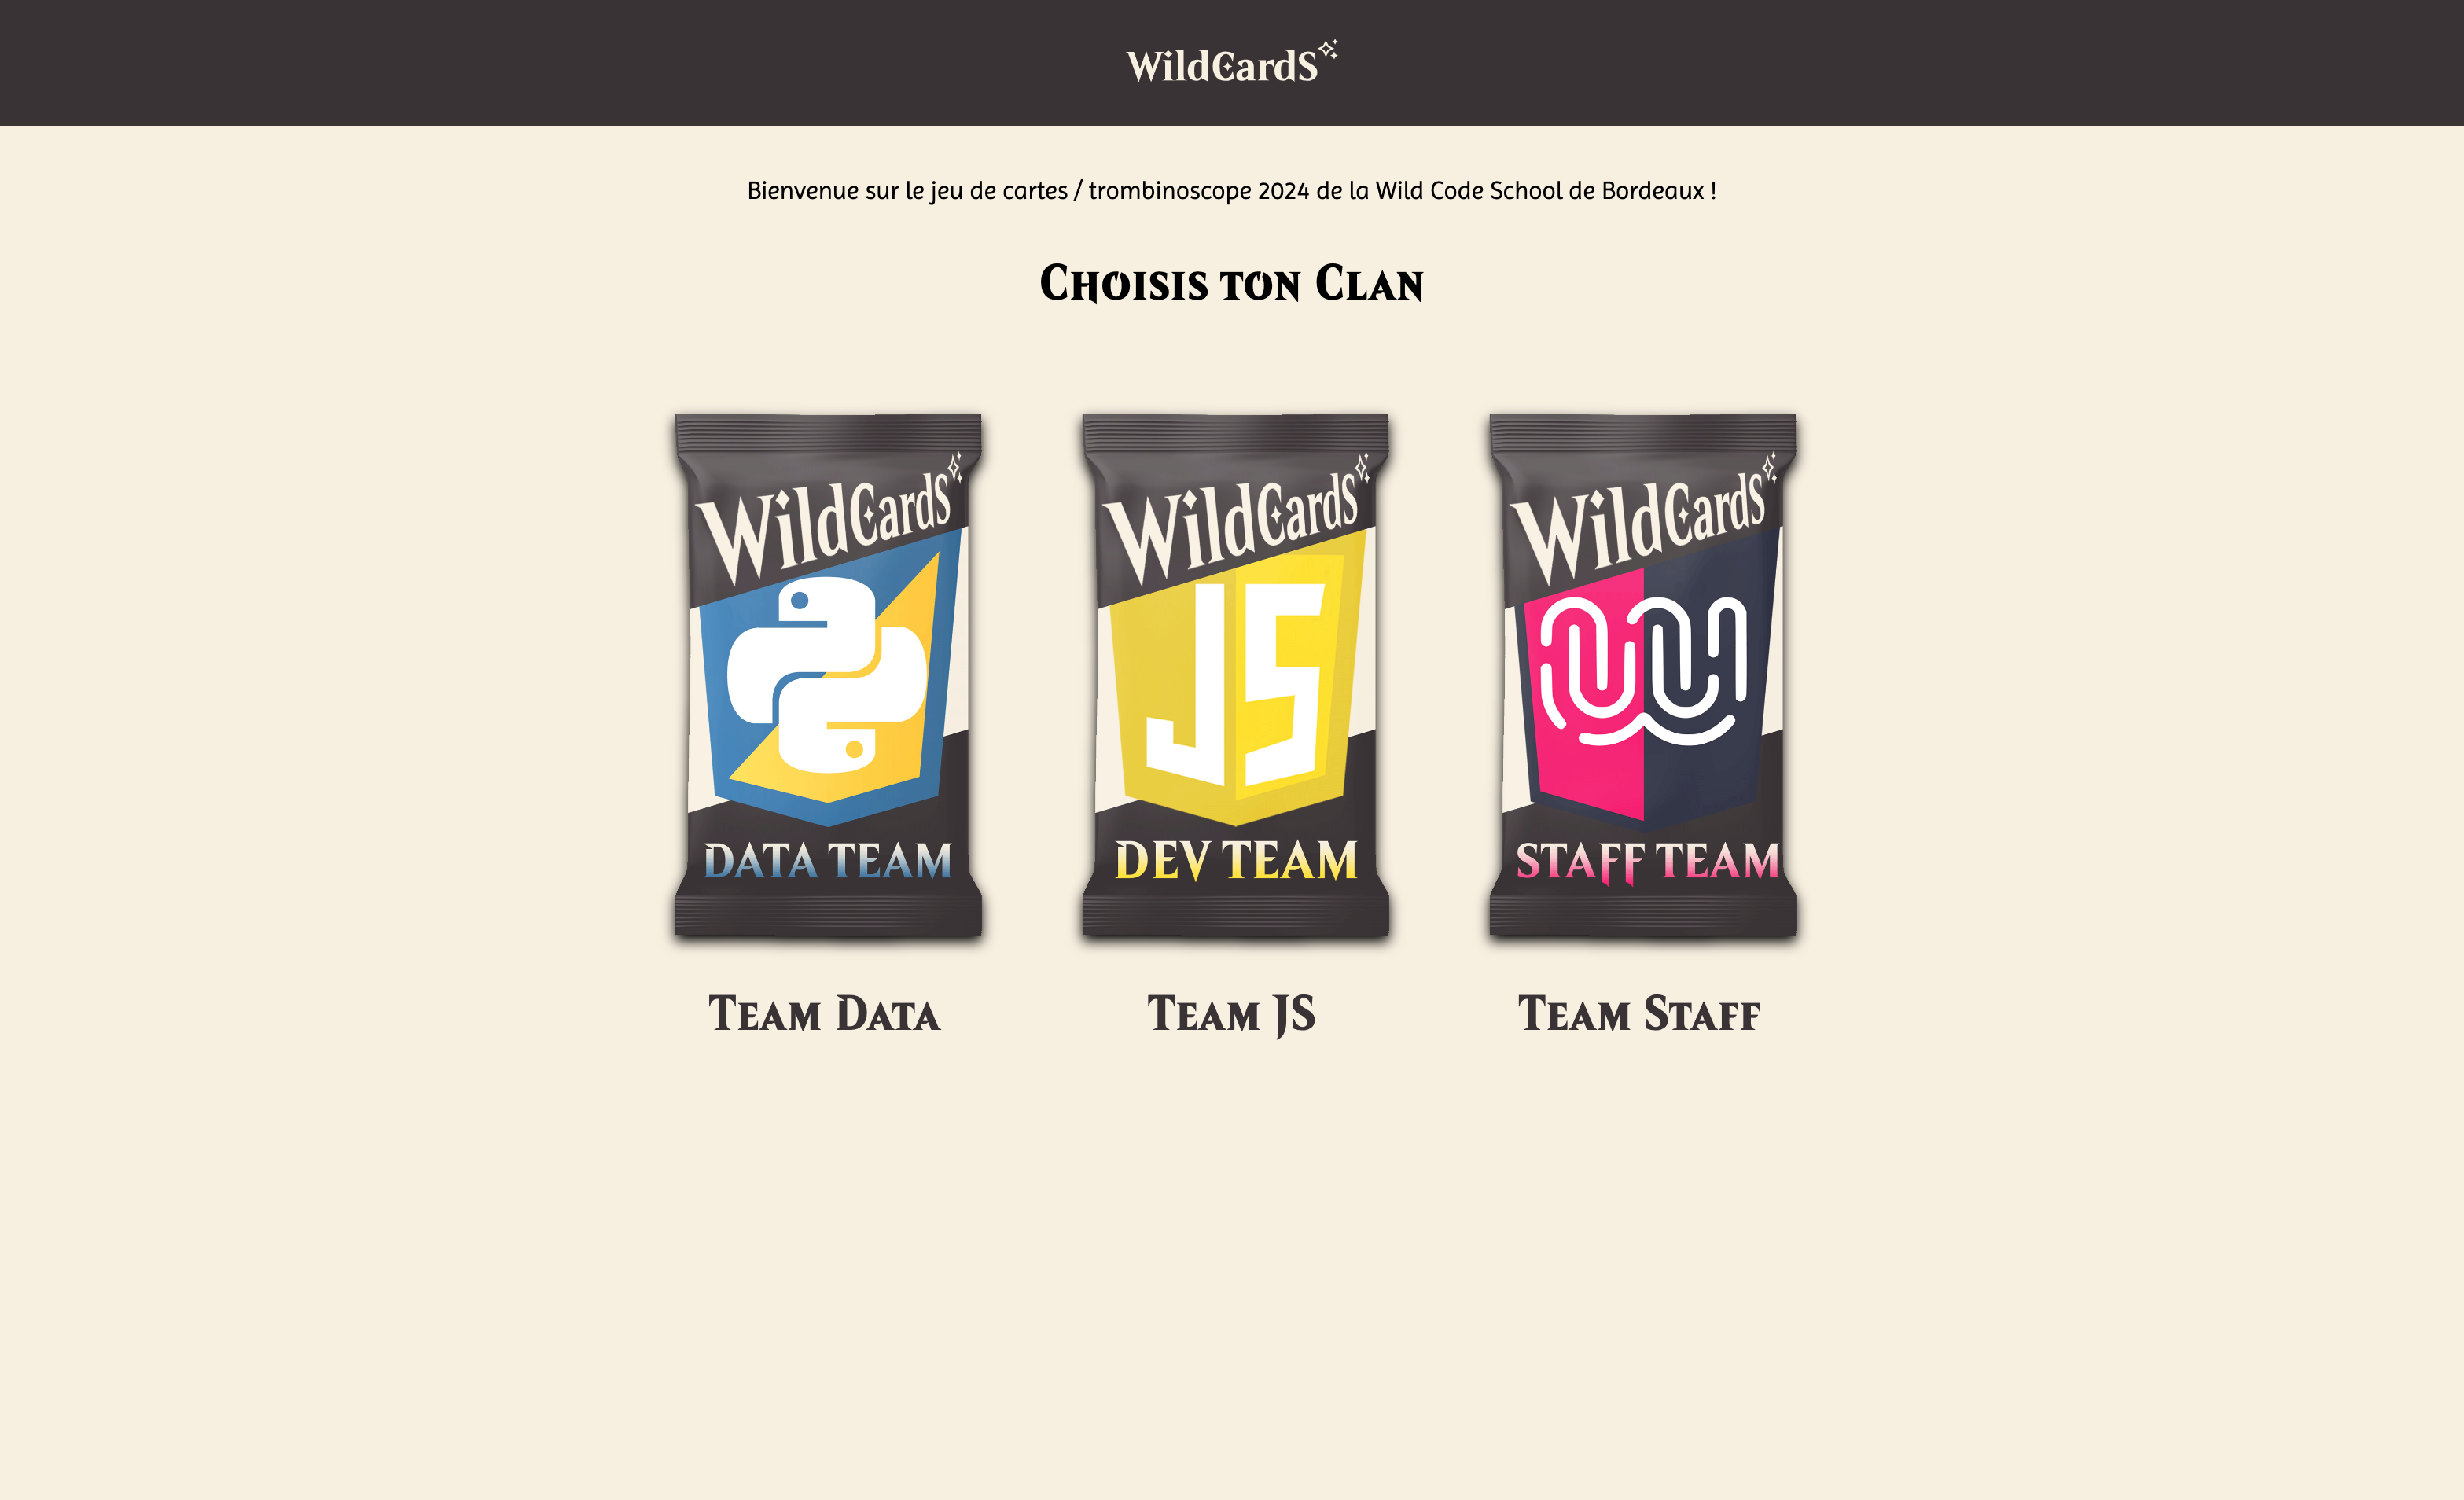 WildCardS
Bienvenue sur le jeu de cartes / trombinoscope 2024 de la Wild Code School de Bordeaux !
Choisis ton Clan
WildCardS
DATA TEAM
Team Data
WildCardS
JS
DEV TEAM
Team JS
WildCardS
STAFF TEAM
Team Staff